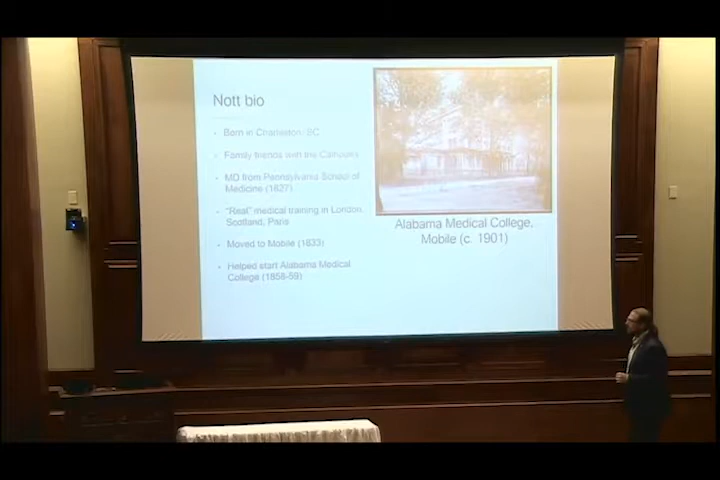 Nott bio
Born in Charleston, SC
Family friends with the Calhouns
MD from Pennsylvania School of
Medicine (1827)
"Real" medical training in London,
Scotland, Paris
Moved to Mobile (1833)
Helped start Alabama Medical
College (1858-59)
Alabama Medical College,
Mobile (c. 1901)